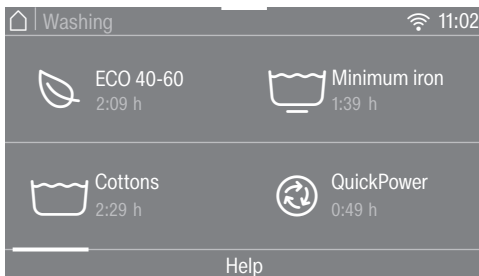 Washing
11:02
ECO 40-60
2:09 h
Minimum iron
1:39 h
Cottons
2:29 h
QuickPower
0:49 h
Help